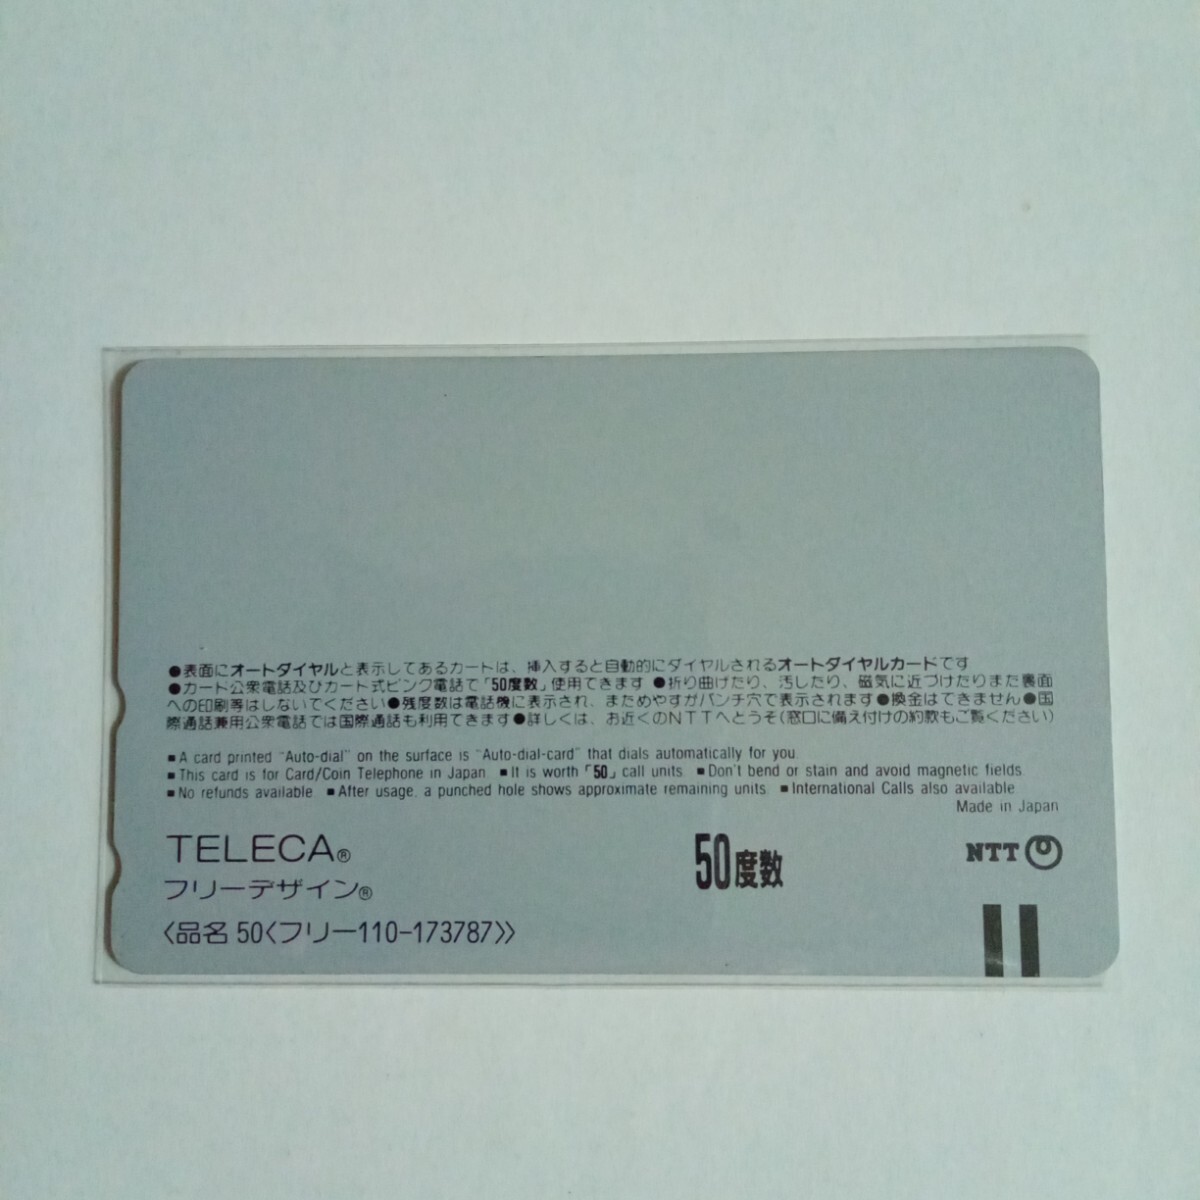 ●表面にオートダイヤルと表示してあるカードは、挿入すると自動的にダイヤルされるオートダイヤルカードです
●カード公衆電話及びカード式ピンク電話で「50度数」使用できます ●折り曲げたり、汚したり、磁気に近づけたりまた裏面
への印刷等はしないでください●残度数は電話機に表示され、まためやすがパンチ穴で表示されます●換金はできません●国
際通話兼用公衆電話では国際通話も利用できます●詳しくは、お近くのNTTへどうぞ(窓口に備え付けの約款もご覧ください)
■A card printed "Auto-dial" on the surface is "Auto-dial-card" that dials automatically for you.
■This card is for Card/Coin Telephone in Japan. ■It is worth「50」call units. ■Don't bend or stain and avoid magnetic fields.
■No refunds available. ■After usage, a punched hole shows approximate remaining units. ■International Calls also available.
Made in Japan
TELECA®
フリーデザイン®
50度数
NTT
〈品名 50〈フリー110-173787〉〉